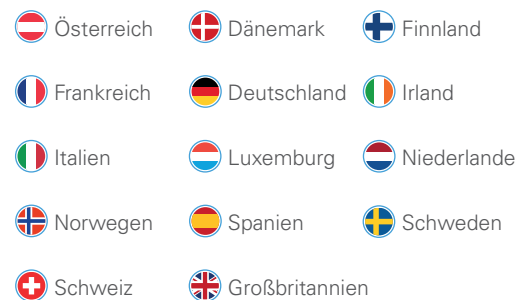 Österreich Dänemark Finnland
Frankreich Deutschland Irland
Italien Luxemburg Niederlande
Norwegen Spanien Schweden
Schweiz Großbritannien